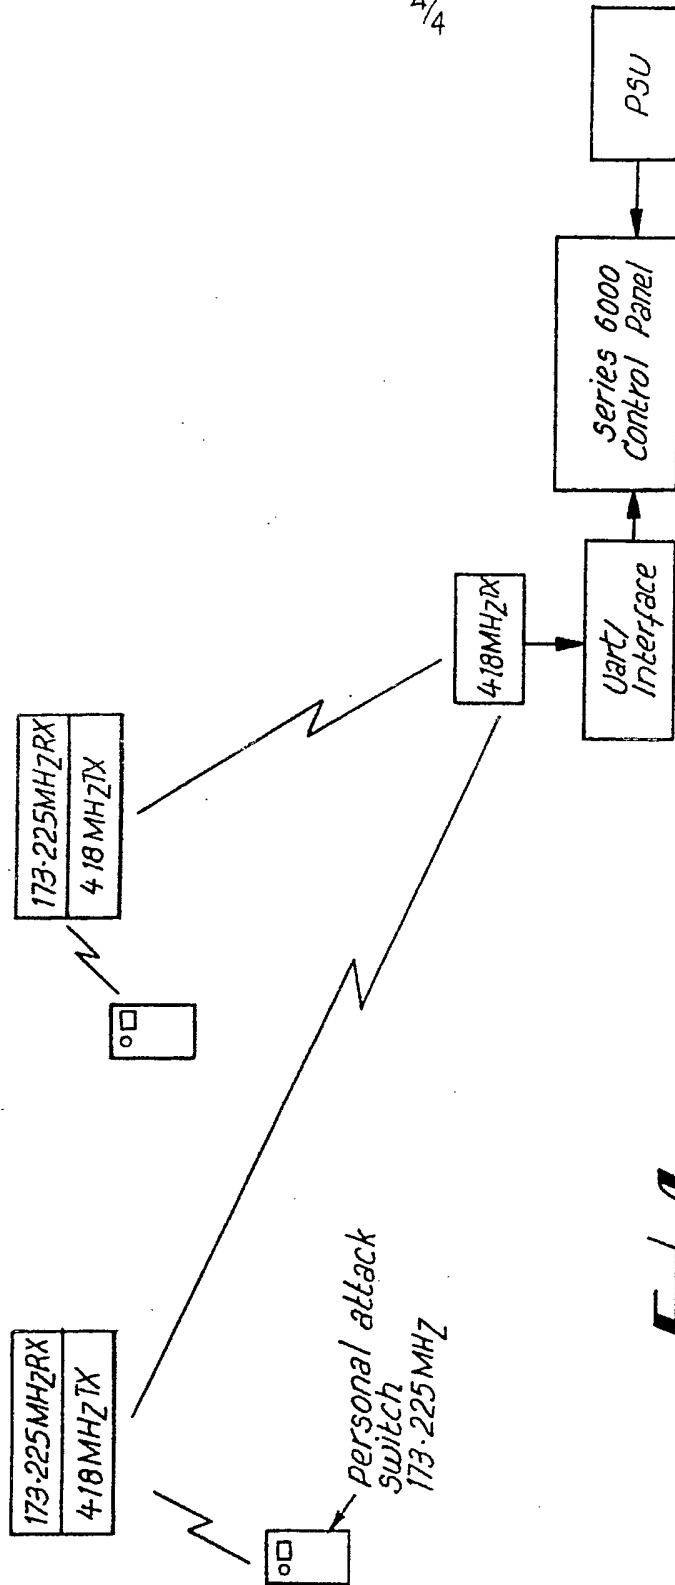 4/4
173·225MHZRX
418MHZTX
173·225MHZRX
418MHZTX
Personal attack
switch
173·225MHZ
418MHZTX
Uart/
Interface
Series 6000
Control Panel
PSU